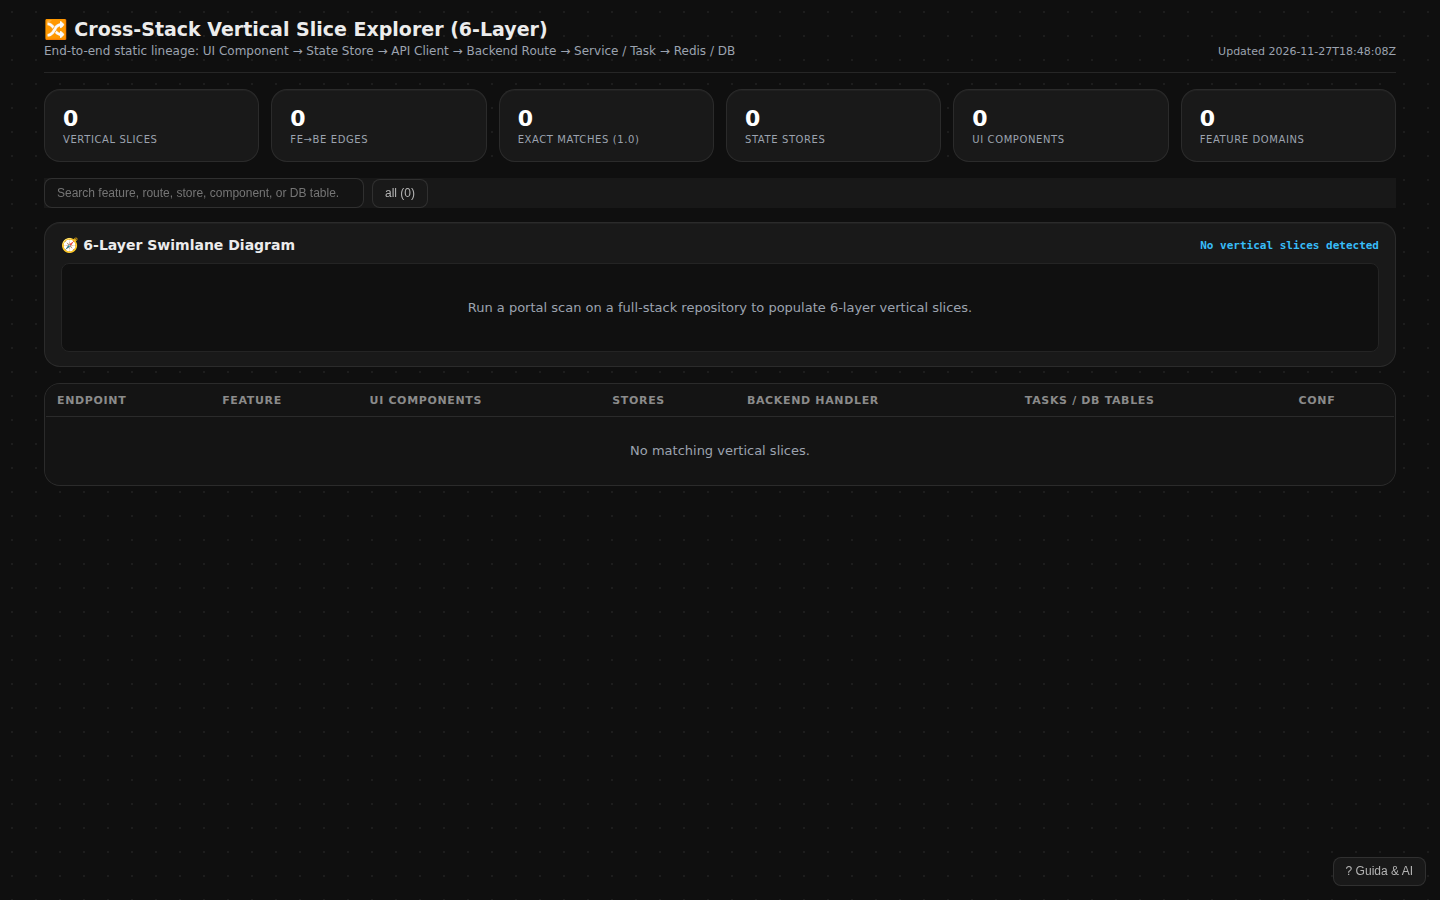 🔀 Cross-Stack Vertical Slice Explorer (6-Layer)
End-to-end static lineage: UI Component → State Store → API Client → Backend Route → Service / Task → Redis / DB
Updated 2026-11-27T18:48:08Z
0
VERTICAL SLICES
0
FE→BE EDGES
0
EXACT MATCHES (1.0)
0
STATE STORES
0
UI COMPONENTS
0
FEATURE DOMAINS
Search feature, route, store, component, or DB table.
all (0)
🧭 6-Layer Swimlane Diagram
No vertical slices detected
Run a portal scan on a full-stack repository to populate 6-layer vertical slices.
ENDPOINT FEATURE UI COMPONENTS STORES BACKEND HANDLER TASKS / DB TABLES CONF
No matching vertical slices.
? Guida & AI